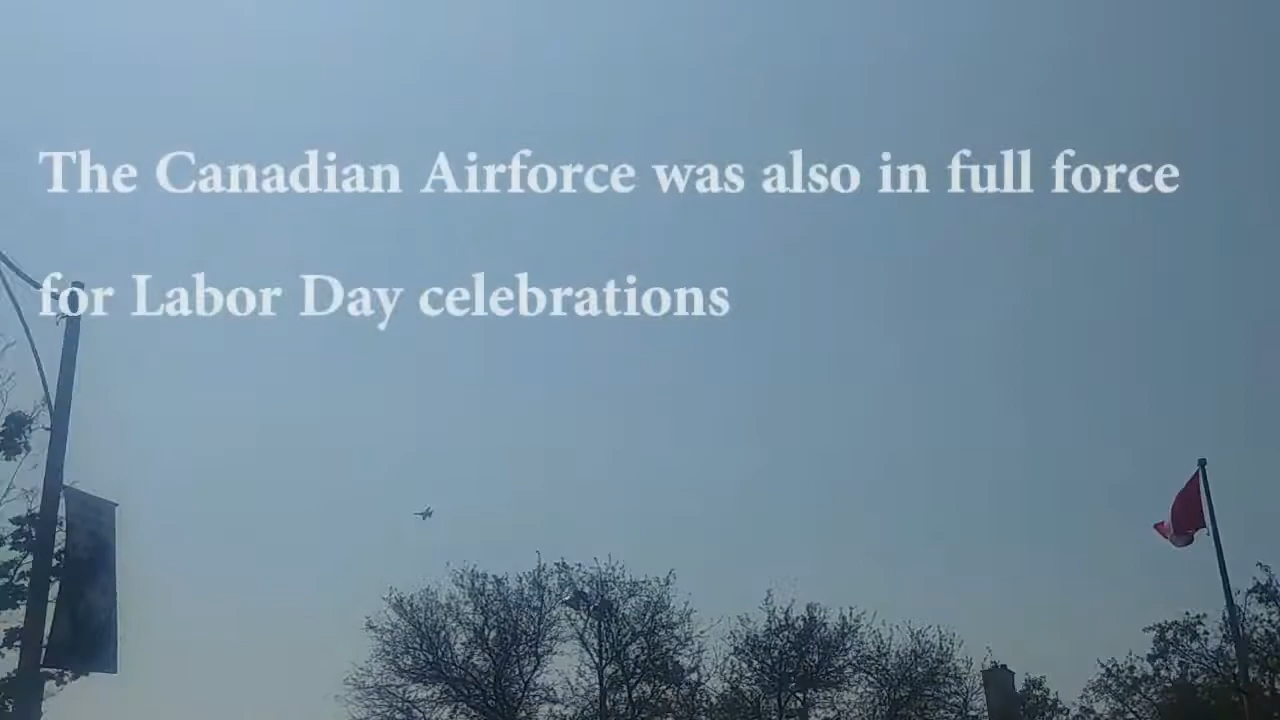 The Canadian Airforce was also in full force
for Labor Day celebrations